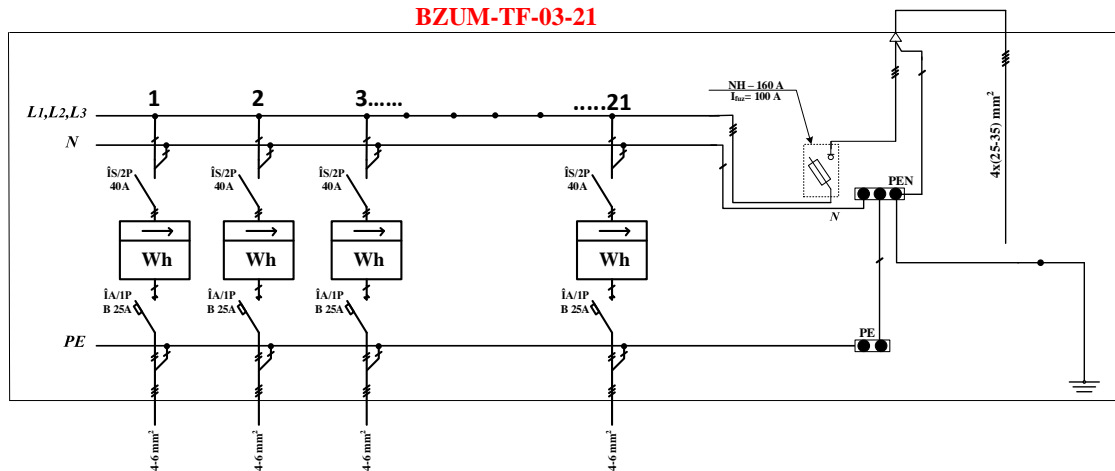 BZUM-TF-03-21
NH – 160 A
I_fuz= 100 A
1
2
3......
.....21
L1,L2,L3
N
ÎS/2P
40A
ÎS/2P
40A
ÎS/2P
40A
ÎS/2P
40A
4x(25-35) mm²
PEN
N
Wh
Wh
Wh
Wh
ÎA/1P
B 25A
ÎA/1P
B 25A
ÎA/1P
B 25A
ÎA/1P
B 25A
PE
PE
4-6 mm²
4-6 mm²
4-6 mm²
4-6 mm²